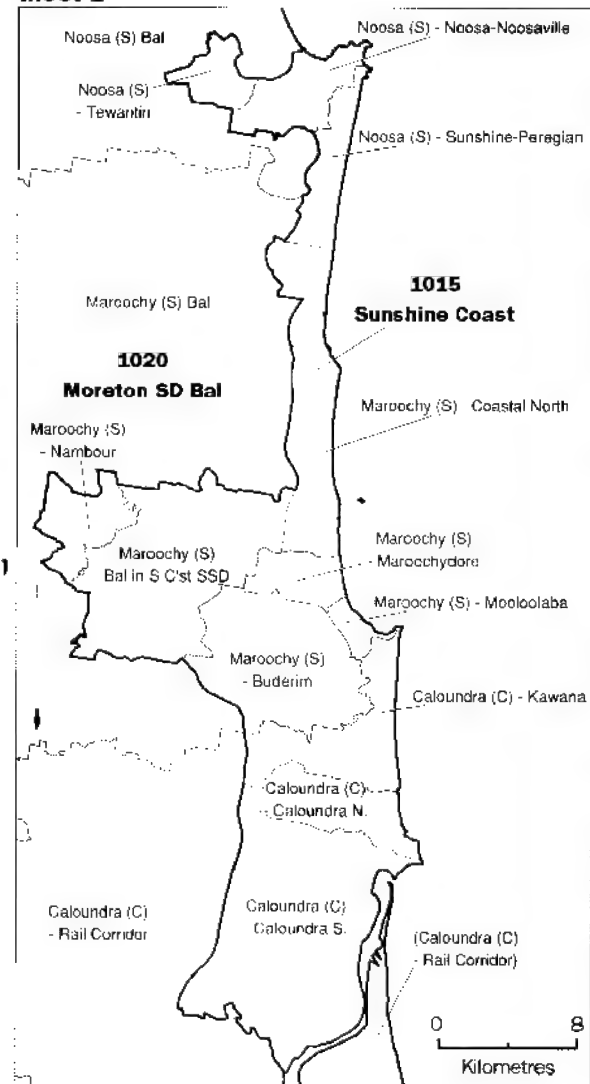 Noosa (S) Bal
Noosa (S) - Noosa-Noosaville
Noosa (S)
- Tewantin
Noosa (S) - Sunshine-Peregian
Maroochy (S) Bal
1015
Sunshine Coast
1020
Moreton SD Bal
Maroochy (S)
- Nambour
Maroochy (S) Coastal North
Maroochy (S)
Bal in S C'st SSD
Maroochy (S)
- Maroochydore
Maroochy (S) - Mooloolaba
Maroochy (S)
- Buderim
Caloundra (C) - Kawana
Caloundra (C)
- Caloundra N.
Caloundra (C)
- Rail Corridor
Caloundra (C)
Caloundra S.
(Caloundra (C)
- Rail Corridor)
0 8
Kilometres